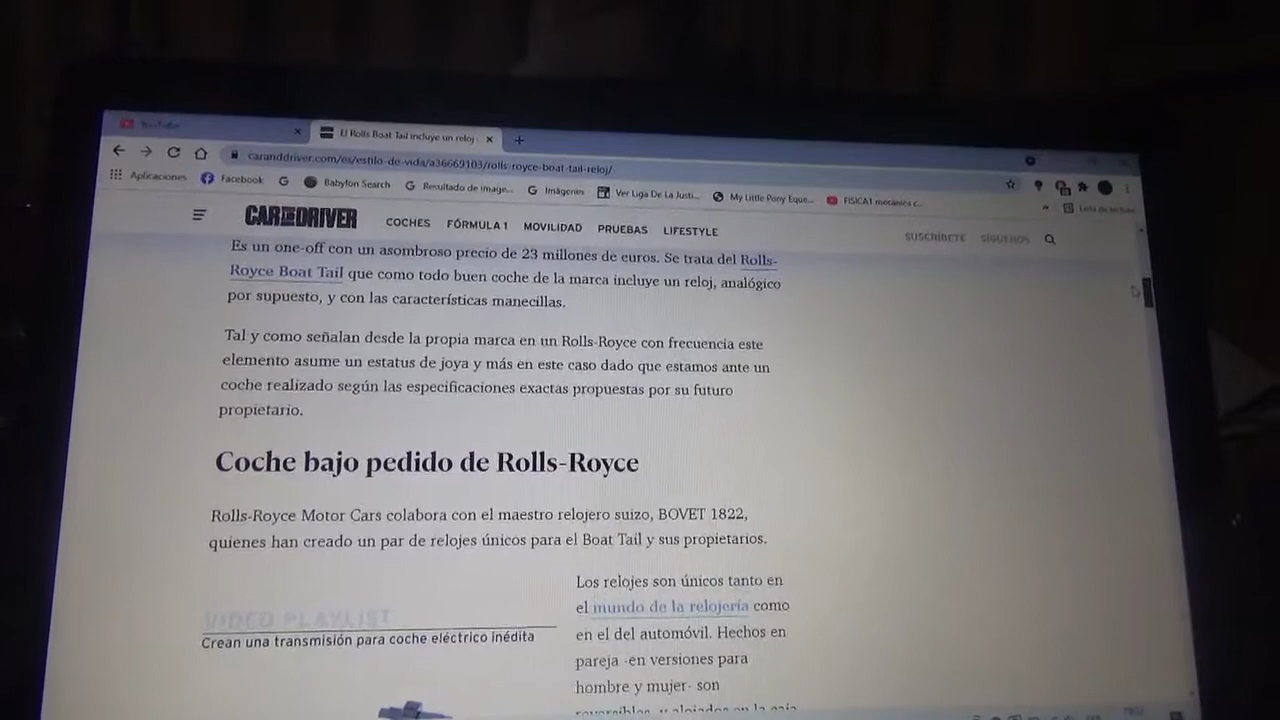 YouTube
El Rolls Boat Tail incluye un reloj
caranddriver.com/es/estilo-de-vida/a36669103/rolls-royce-boat-tail-reloj/
Aplicaciones Facebook Babylon Search Resultado de image... Imágenes Ver Liga De La Justi... My Little Pony Eque... FISICA1 mecánica c... Lista de lectura
CAR AND DRIVER COCHES FÓRMULA 1 MOVILIDAD PRUEBAS LIFESTYLE SUSCRÍBETE SÍGUENOS
Es un one-off con un asombroso precio de 23 millones de euros. Se trata del Rolls-
Royce Boat Tail que como todo buen coche de la marca incluye un reloj, analógico
por supuesto, y con las características manecillas.
Tal y como señalan desde la propia marca en un Rolls-Royce con frecuencia este
elemento asume un estatus de joya y más en este caso dado que estamos ante un
coche realizado según las especificaciones exactas propuestas por su futuro
propietario.
Coche bajo pedido de Rolls-Royce
Rolls-Royce Motor Cars colabora con el maestro relojero suizo, BOVET 1822,
quienes han creado un par de relojes únicos para el Boat Tail y sus propietarios.
VIDEO PLAYLIST
Crean una transmisión para coche eléctrico inédita
Los relojes son únicos tanto en
el mundo de la relojería como
en el del automóvil. Hechos en
pareja -en versiones para
hombre y mujer- son